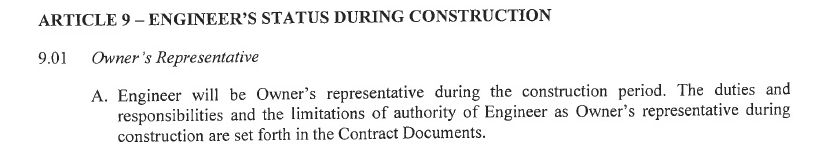 ARTICLE 9 – ENGINEER'S STATUS DURING CONSTRUCTION
9.01 Owner's Representative
A. Engineer will be Owner's representative during the construction period. The duties and
responsibilities and the limitations of authority of Engineer as Owner's representative during
construction are set forth in the Contract Documents.